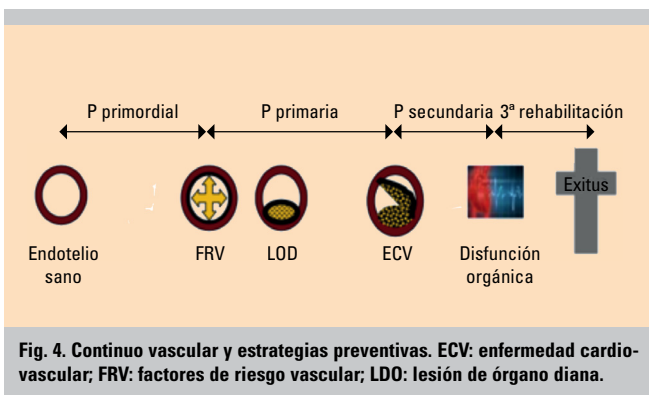 P primordial P primaria P secundaria 3ª rehabilitación
Exitus
Endotelio sano
FRV
LOD
ECV
Disfunción orgánica
Fig. 4. Continuo vascular y estrategias preventivas. ECV: enfermedad cardio-
vascular; FRV: factores de riesgo vascular; LDO: lesión de órgano diana.